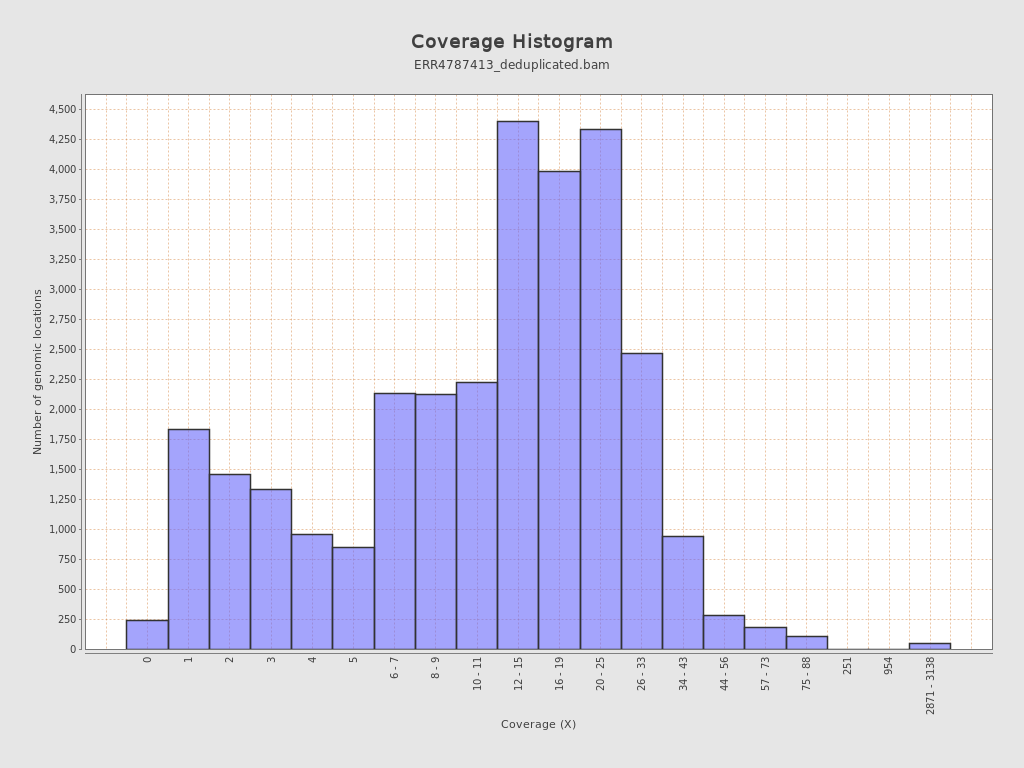 Coverage Histogram
ERR4787413_deduplicated.bam
Number of genomic locations
4,500
4,250
4,000
3,750
3,500
3,250
3,000
2,750
2,500
2,250
2,000
1,750
1,500
1,250
1,000
750
500
250
0
0
1
2
3
4
5
6 - 7
8 - 9
10 - 11
12 - 15
16 - 19
20 - 25
26 - 33
34 - 43
44 - 56
57 - 73
75 - 88
251
954
2871 - 3138
Coverage (X)